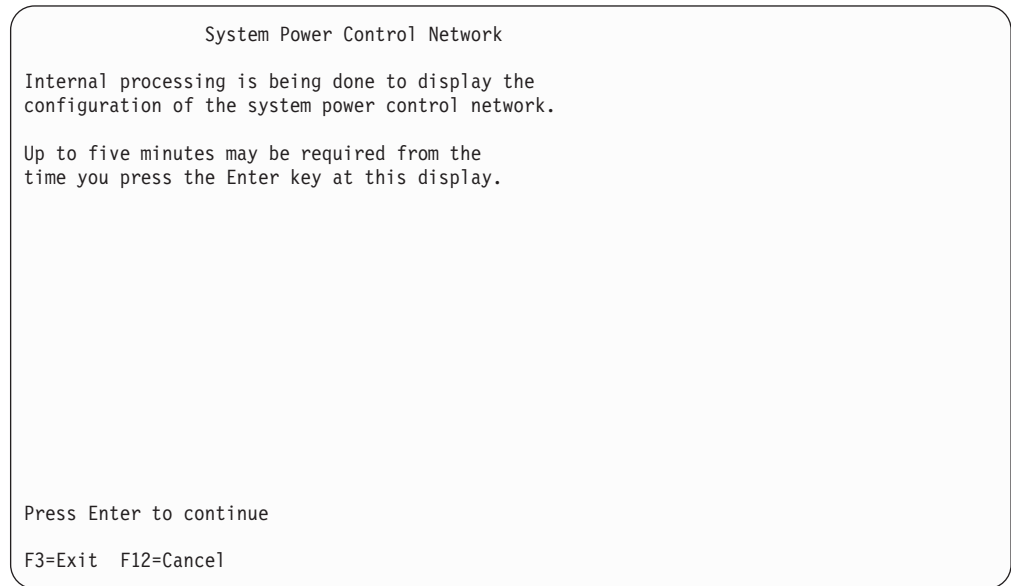 System Power Control Network
Internal processing is being done to display the
configuration of the system power control network.
Up to five minutes may be required from the
time you press the Enter key at this display.
Press Enter to continue
F3=Exit  F12=Cancel